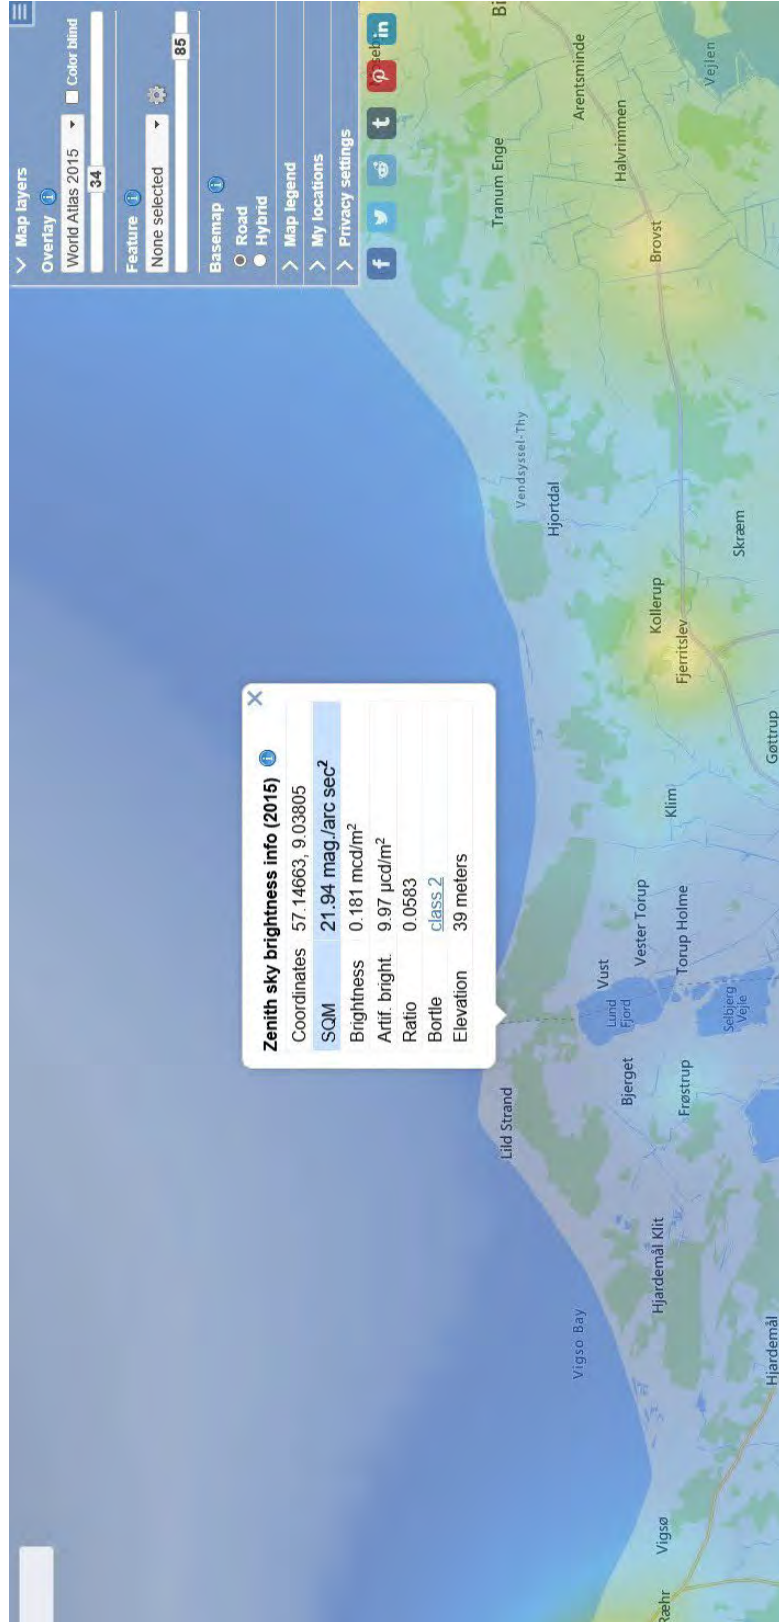 Map layers
Overlay
World Atlas 2015
Color blind
34
Feature
None selected
85
Basemap
Road
Hybrid
Map legend
My locations
Privacy settings
Zenith sky brightness info (2015)
Coordinates 57.14663, 9.03805
SQM 21.94 mag./arc sec²
Brightness 0.181 mcd/m²
Artif. bright. 9.97 μcd/m²
Ratio 0.0583
Bortle class 2
Elevation 39 meters
Lild Strand
Vigsø Bay
Vendsyssel-Thy
Hjortdal
Tranum Enge
Arentsminde
Halvrimmen
Brovst
Vejlen
Kollerup
Fjerritslev
Skræm
Klim
Gøttrup
Vust
Vester Torup
Torup Holme
Lund
Fjord
Selbjerg
Vejle
Bjerget
Frøstrup
Hjardemål Klit
Hjardemål
Vigsø
Ræhr